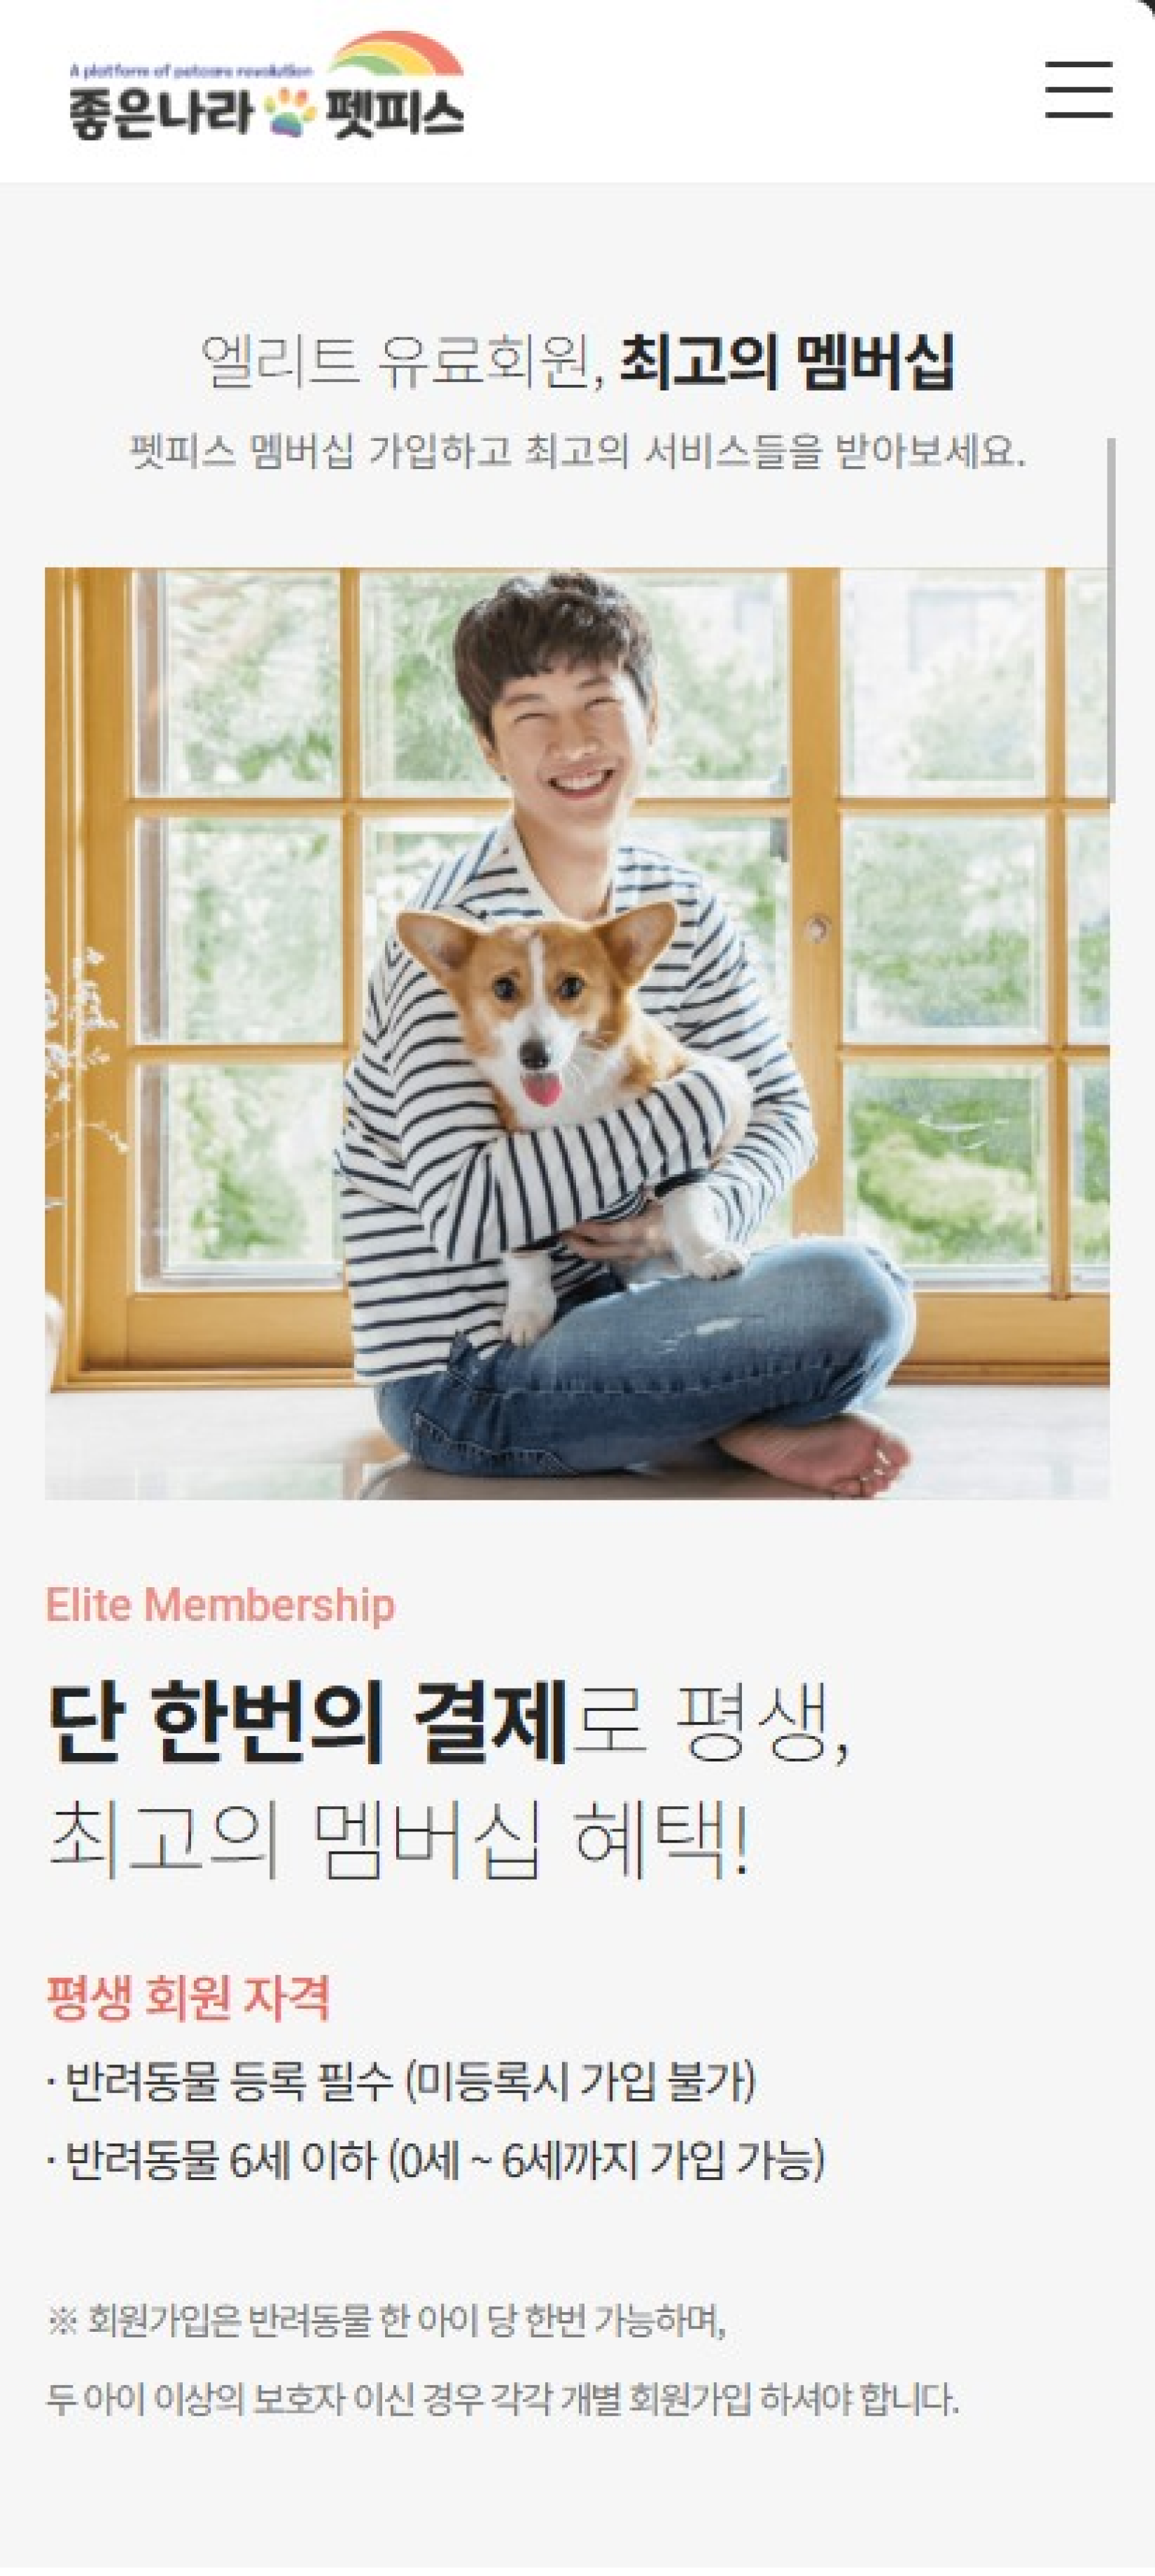 A platform of petcare revolution
좋은나라 펫피스
엘리트 유료회원, 최고의 멤버십
펫피스 멤버십 가입하고 최고의 서비스들을 받아보세요.
Elite Membership
단 한번의 결제로 평생,
최고의 멤버십 혜택!
평생 회원 자격
· 반려동물 등록 필수 (미등록시 가입 불가)
· 반려동물 6세 이하 (0세 ~ 6세까지 가입 가능)
※ 회원가입은 반려동물 한 아이 당 한번 가능하며,
두 아이 이상의 보호자 이신 경우 각각 개별 회원가입 하셔야 합니다.